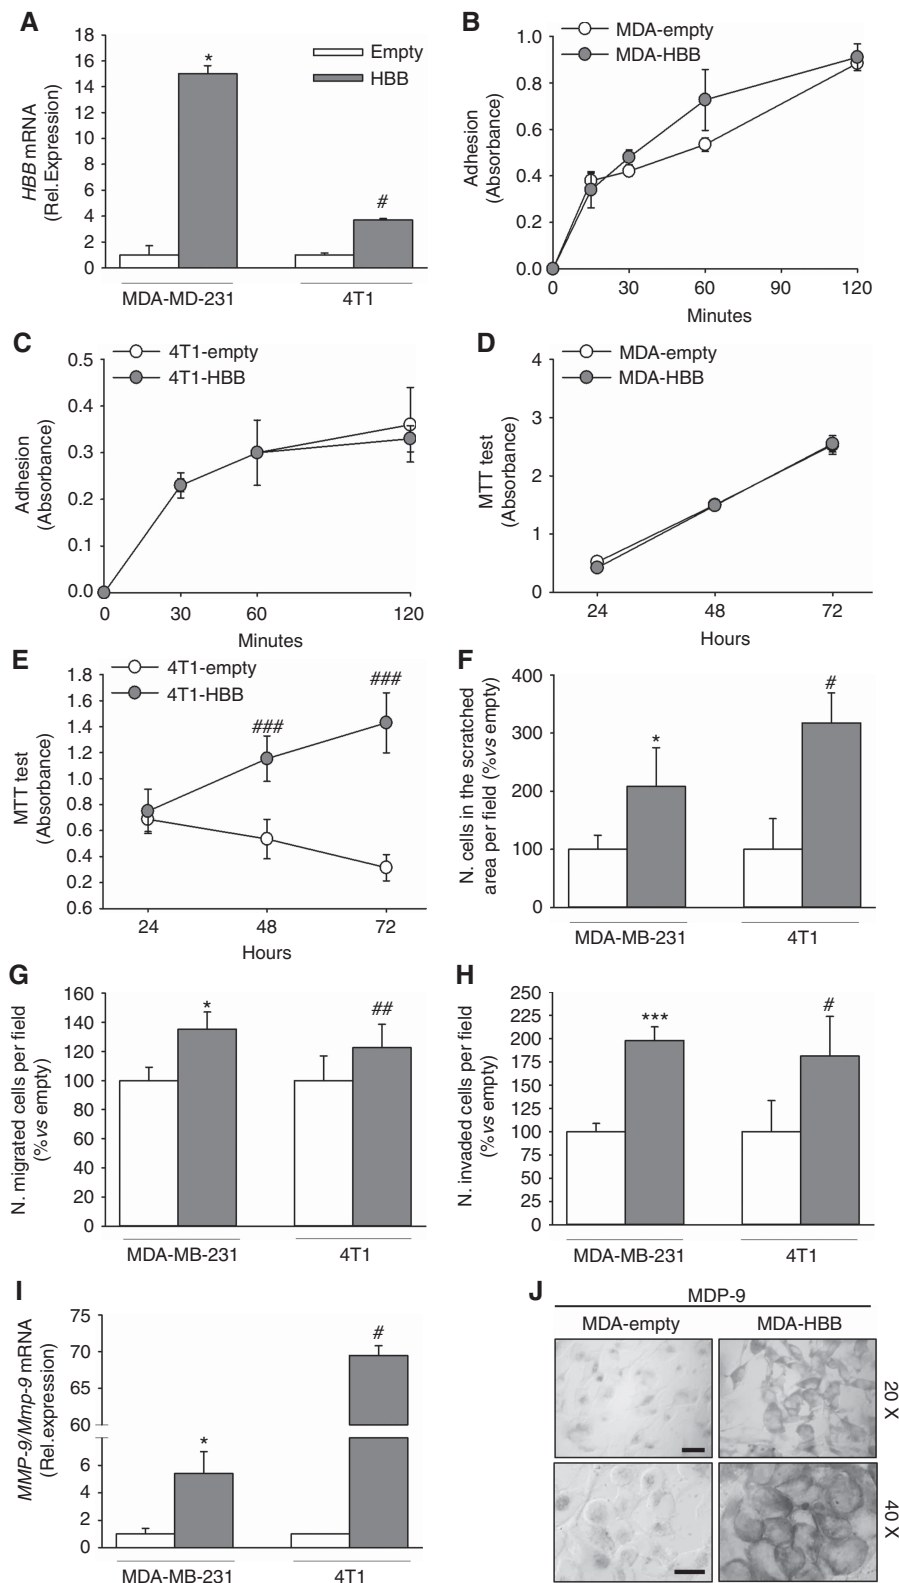 A
18
16
14
12
10
8
6
4
2
0
HBB mRNA
(Rel.Expression)
*
#
Empty
HBB
MDA-MD-231
4T1
B
MDA-empty
MDA-HBB
1.0
0.8
0.6
0.4
0.2
0.0
Adhesion
(Absorbance)
0 30 60 90 120
Minutes
C
4T1-empty
4T1-HBB
0.5
0.4
0.3
0.2
0.1
0.0
Adhesion
(Absorbance)
0 30 60 120
Minutes
D
MDA-empty
MDA-HBB
4
3
2
1
0
MTT test
(Absorbance)
24 48 72
Hours
E
4T1-empty
4T1-HBB
1.8
1.6
1.4
1.2
1.0
0.8
0.6
0.4
0.2
0.6
MTT test
(Absorbance)
###
###
24 48 72
Hours
F
400
300
200
100
0
N. cells in the scratched
area per field (%vs empty)
*
#
MDA-MB-231
4T1
G
160
140
120
100
80
60
40
20
0
N. migrated cells per field
(%vs empty)
*
##
MDA-MB-231
4T1
H
250
225
200
175
150
125
100
75
50
25
0
N. invaded cells per field
(%vs empty)
***
#
MDA-MB-231
4T1
I
75
70
65
60
6
4
2
0
MMP-9/Mmp-9 mRNA
(Rel.expression)
*
#
MDA-MB-231
4T1
J
MDP-9
MDA-empty MDA-HBB
20 X
40 X